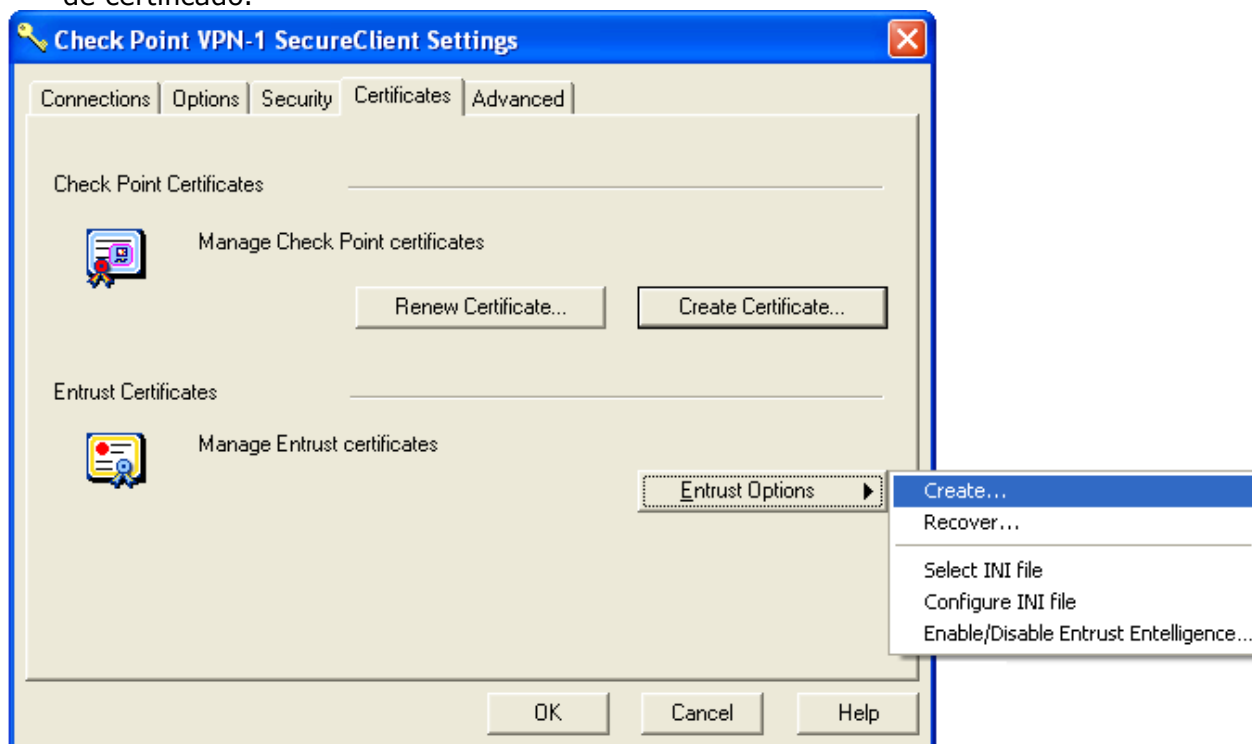 de certificado.
Check Point VPN-1 SecureClient Settings
Connections Options Security Certificates Advanced
Check Point Certificates
Manage Check Point certificates
Renew Certificate... Create Certificate...
Entrust Certificates
Manage Entrust certificates
Entrust Options
Create...
Recover...
Select INI file
Configure INI file
Enable/Disable Entrust Entelligence...
OK Cancel Help